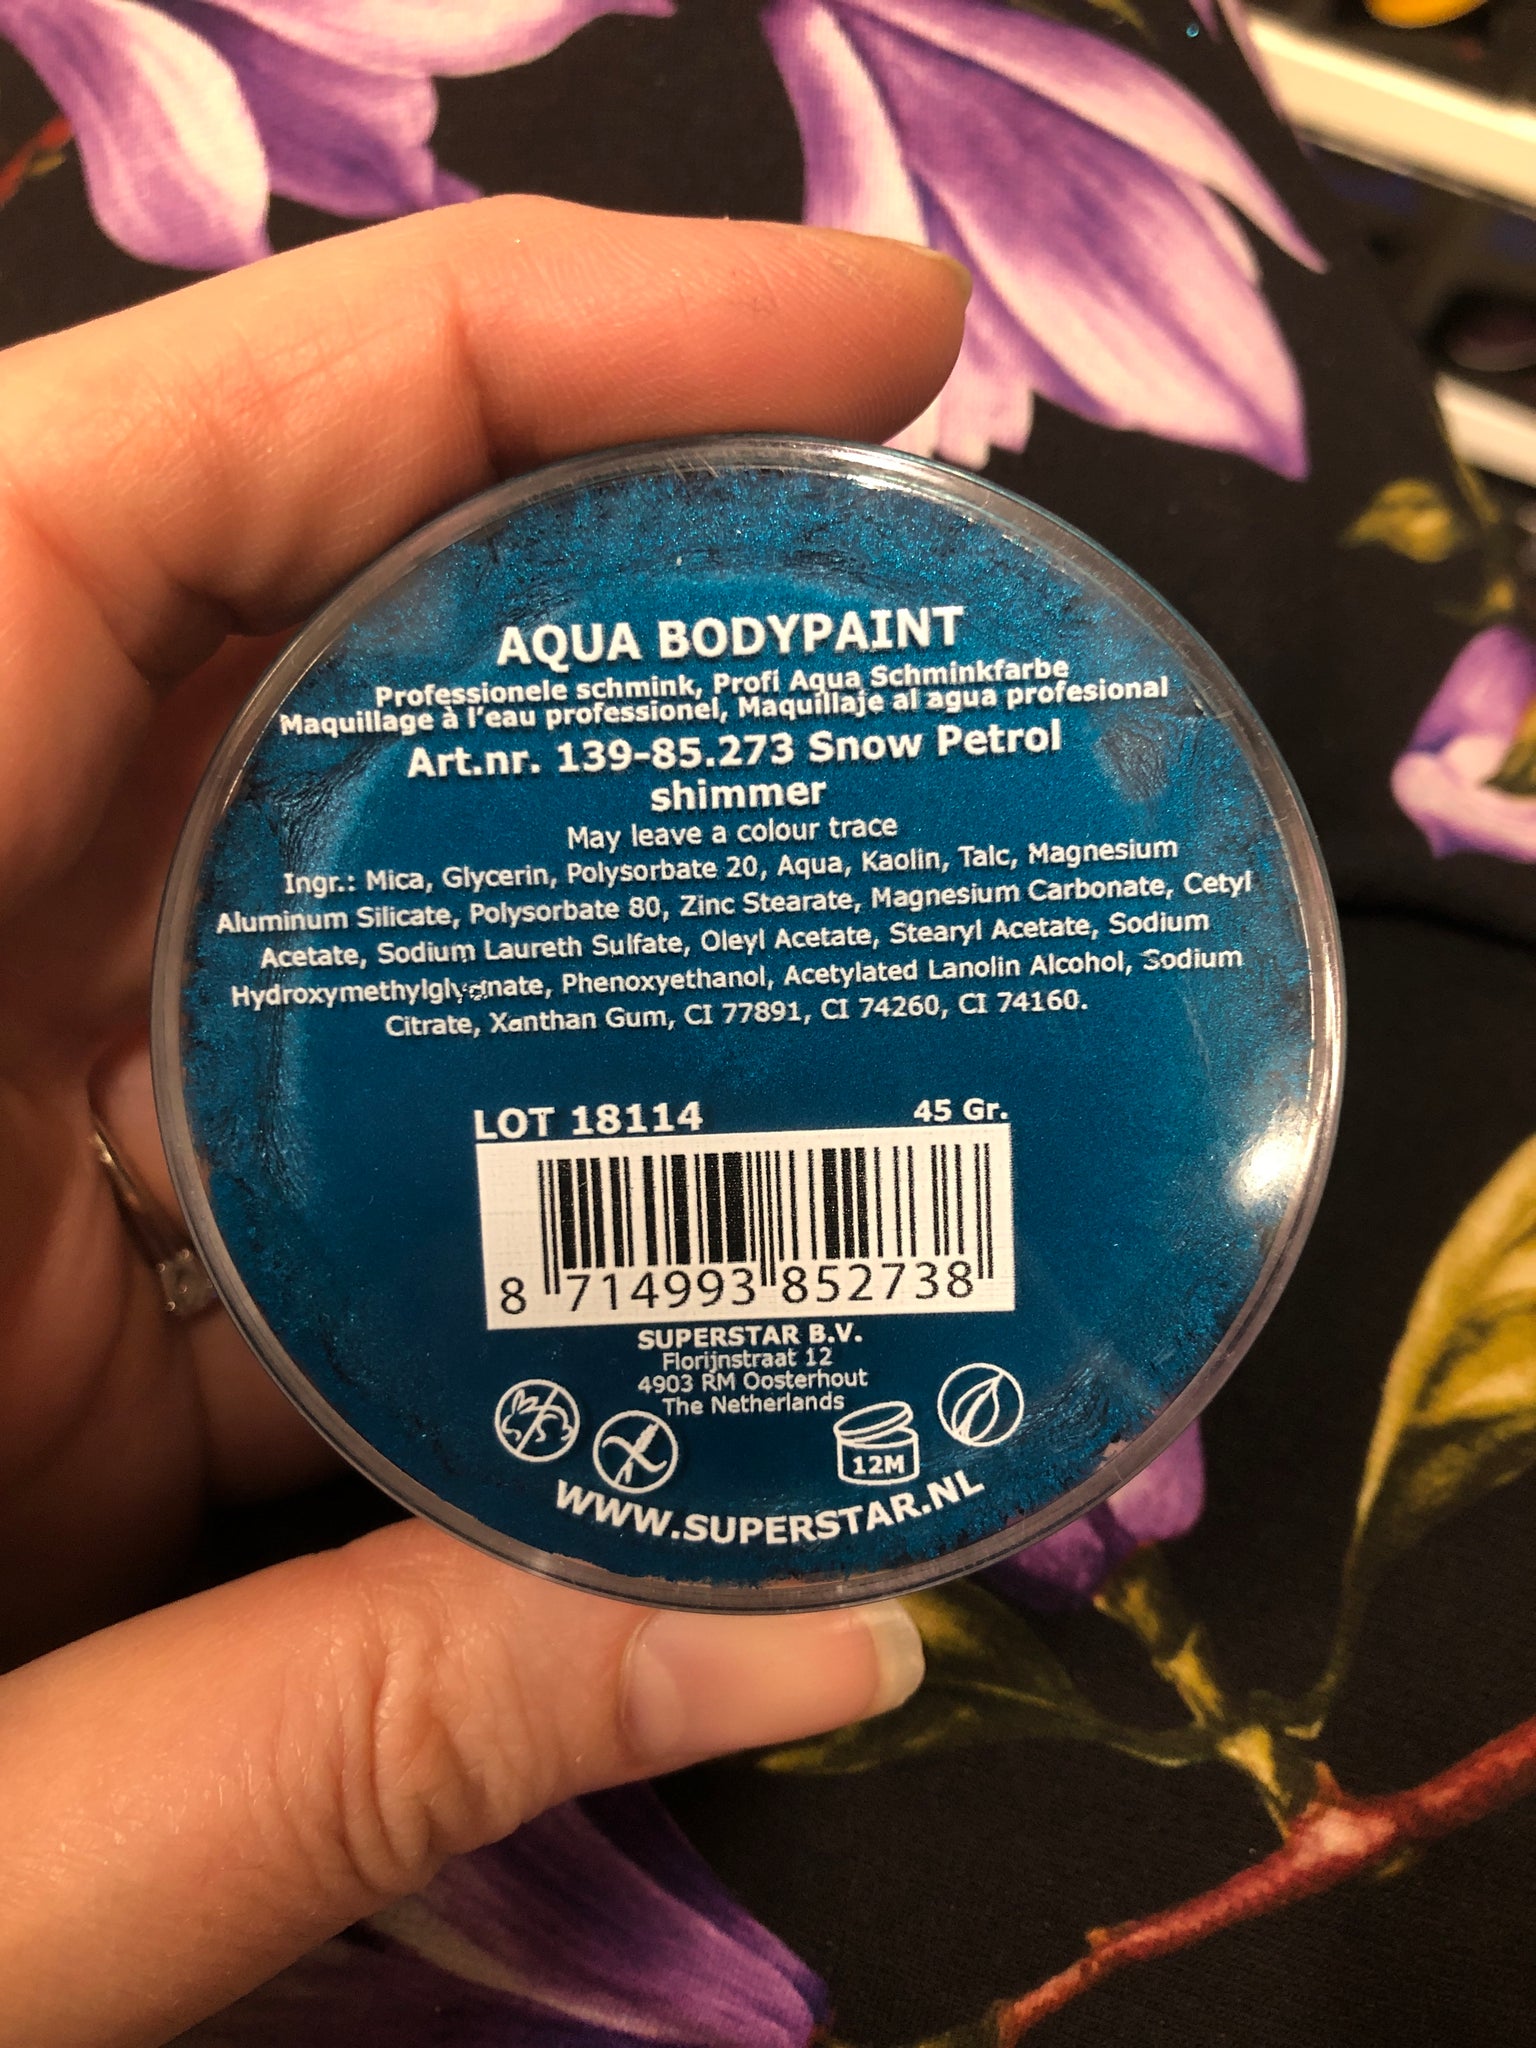 AQUA BODYPAINT
Professionele schmink, Profi Aqua Schminkfarbe
Maquillage à l'eau professionel, Maquillaje al agua profesional
Art.nr. 139-85.273 Snow Petrol
shimmer
May leave a colour trace
Ingr.: Mica, Glycerin, Polysorbate 20, Aqua, Kaolin, Talc, Magnesium
Aluminum Silicate, Polysorbate 80, Zinc Stearate, Magnesium Carbonate, Cetyl
Acetate, Sodium Laureth Sulfate, Oleyl Acetate, Stearyl Acetate, Sodium
Phenoxyethanol, Acetylated Lanolin Alcohol, Sodium
Citrate, Xanthan Gum, CI 77891, CI 74260, CI 74160.
LOT 18114 45 Gr.
8 714993 852738
SUPERSTAR B.V.
Florijnstraat 12
4903 RM Oosterhout
The Netherlands
12M
WWW.SUPERSTAR.NL